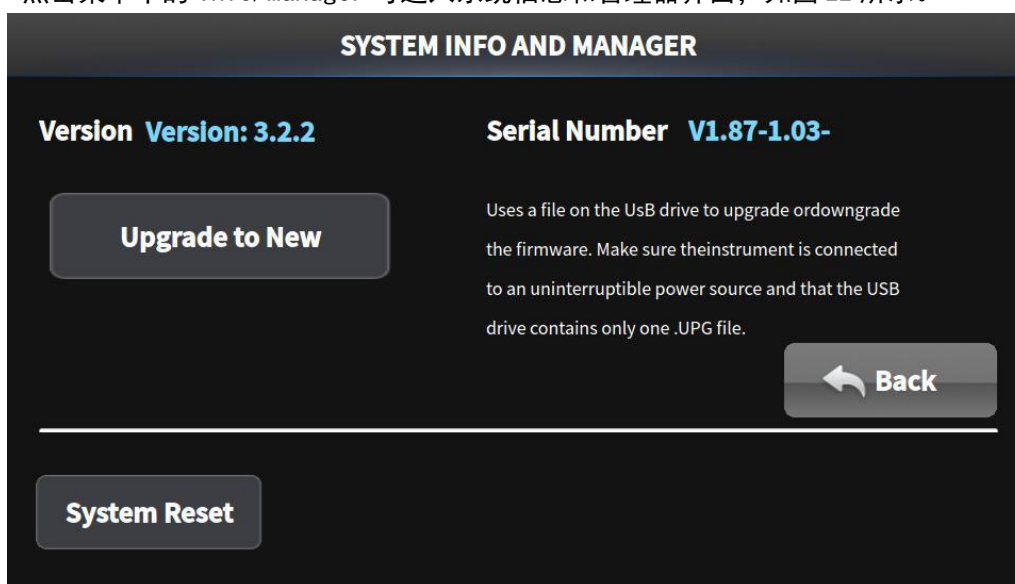 SYSTEM INFO AND MANAGER
Version Version: 3.2.2
Serial Number V1.87-1.03-
Upgrade to New
Uses a file on the UsB drive to upgrade ordowngrade
the firmware. Make sure theinstrument is connected
to an uninterruptible power source and that the USB
drive contains only one .UPG file.
Back
System Reset